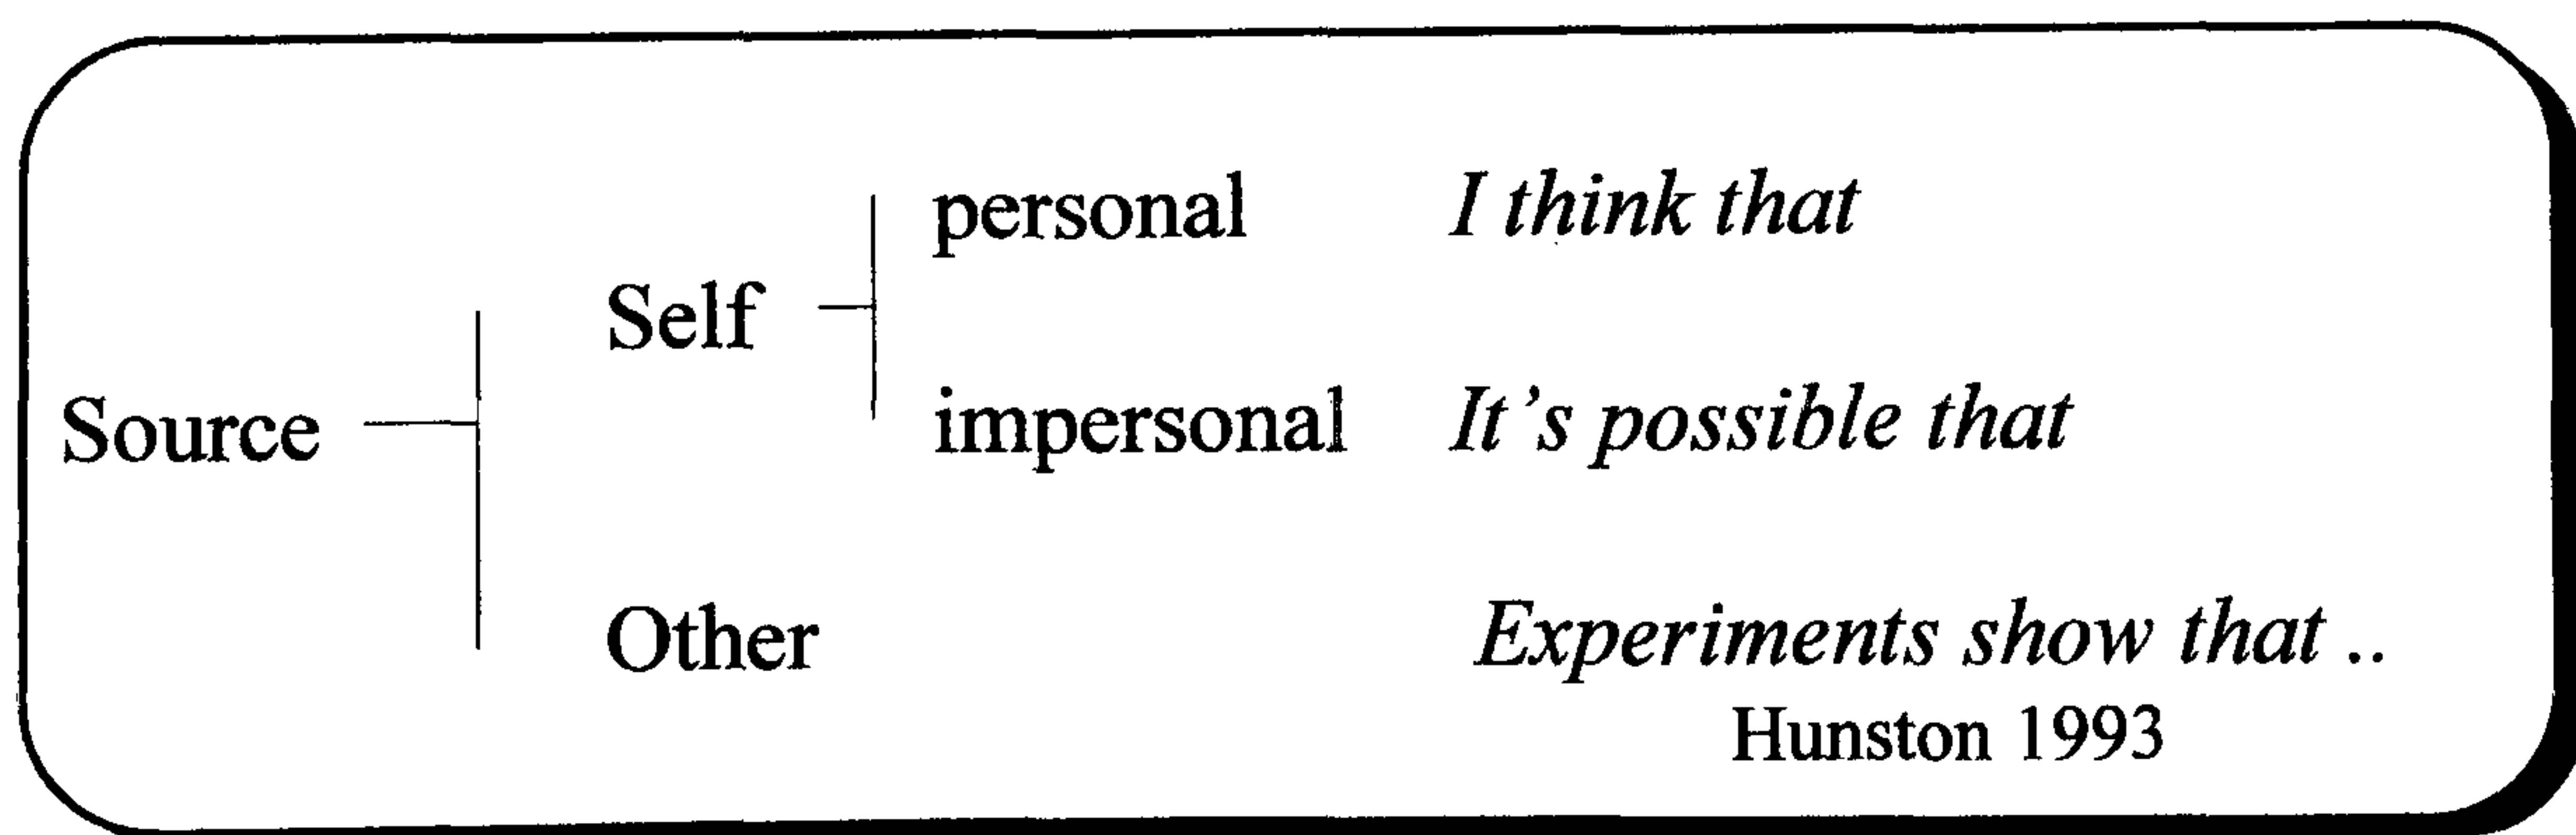 personal I think that
Self
impersonal It's possible that
Source
Other Experiments show that ..
Hunston 1993